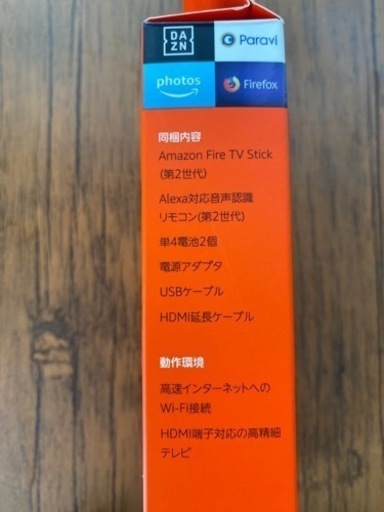 DAZN
Paravi
photos
Firefox
同梱内容
Amazon Fire TV Stick
(第2世代)
Alexa対応音声認識
リモコン(第2世代)
単4電池2個
電源アダプタ
USBケーブル
HDMI延長ケーブル
動作環境
高速インターネットへの
Wi-Fi接続
HDMI端子対応の高精細
テレビ